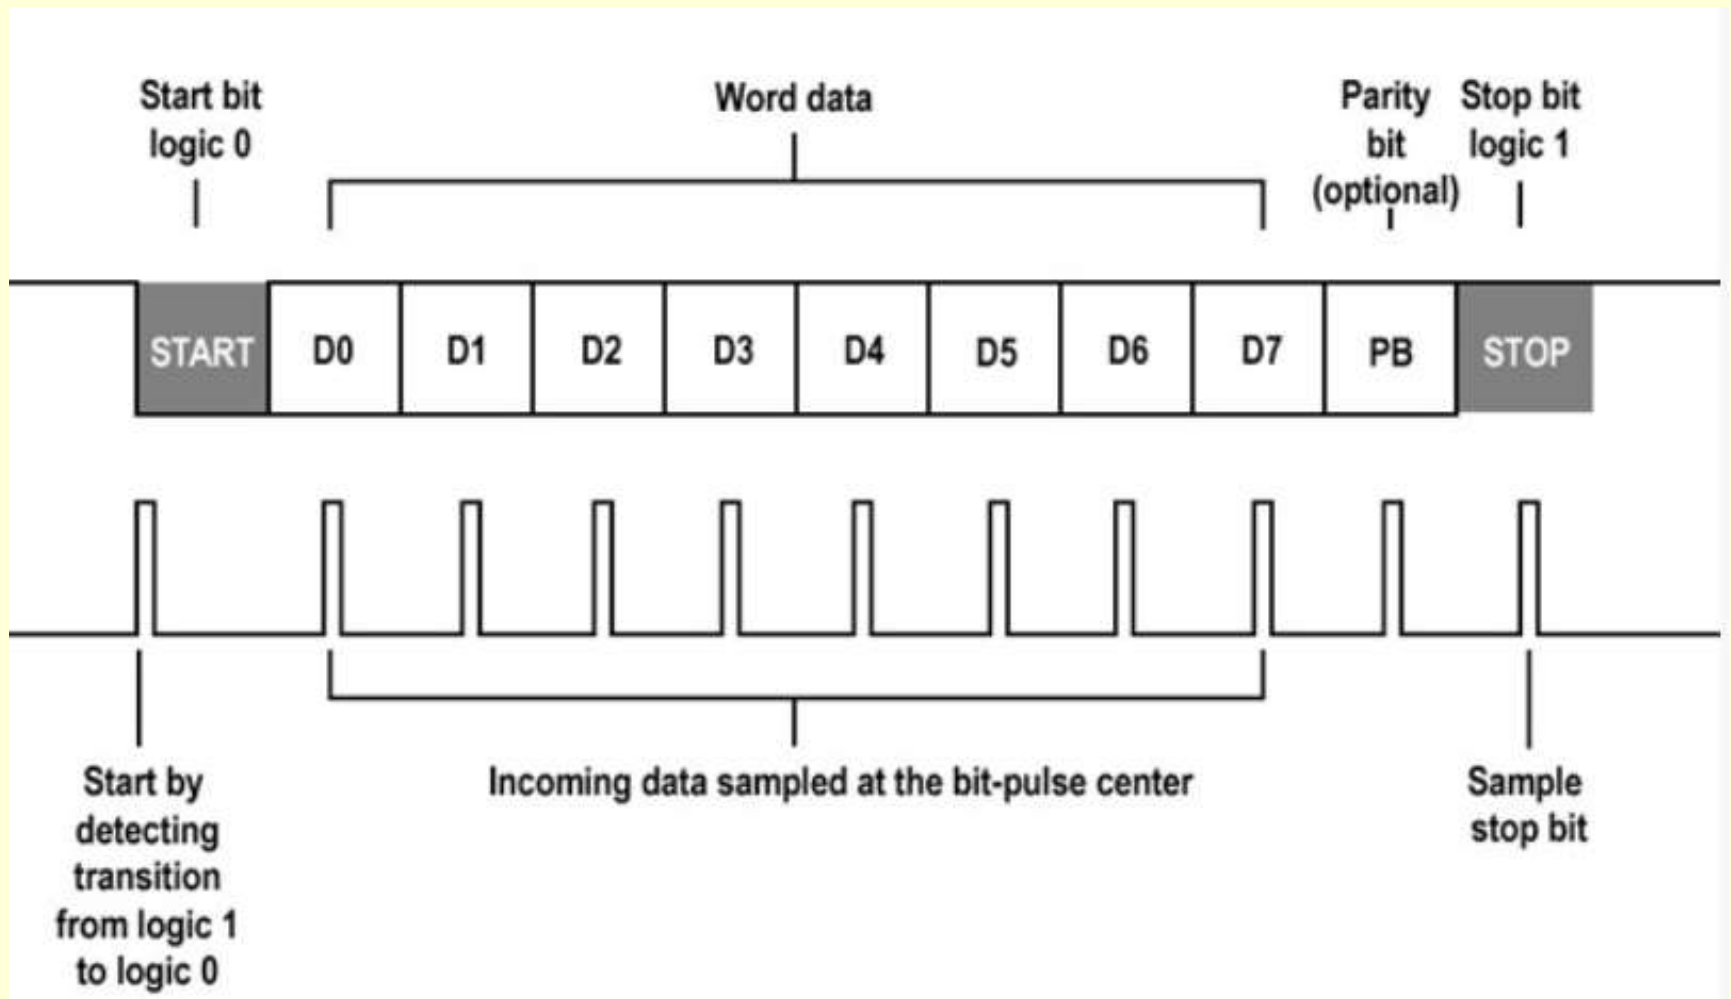 Start bit
logic 0
Word data
Parity
bit
(optional)
Stop bit
logic 1
START D0 D1 D2 D3 D4 D5 D6 D7 PB STOP
Start by
detecting
transition
from logic 1
to logic 0
Incoming data sampled at the bit-pulse center
Sample
stop bit